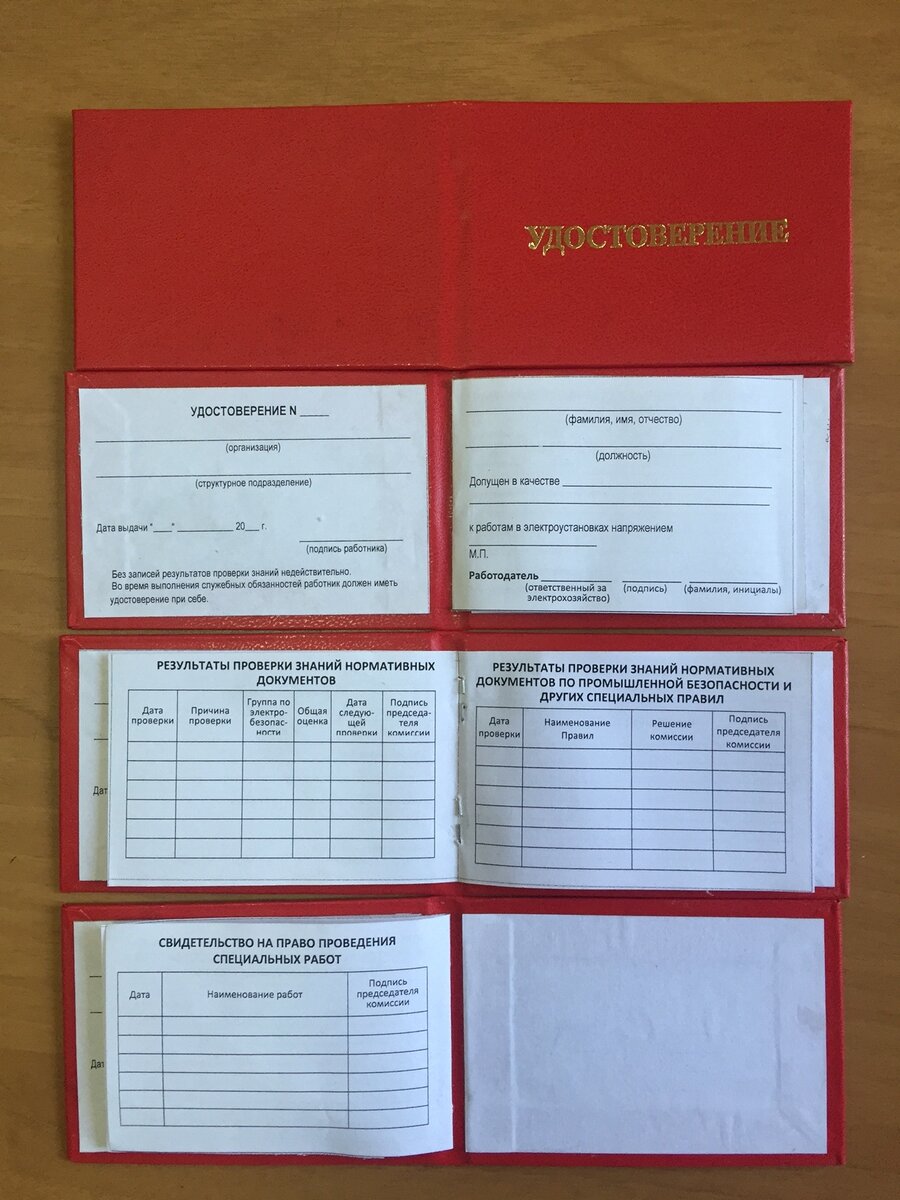 УДОСТОВЕРЕНИЕ
УДОСТОВЕРЕНИЕ N _____
(организация)
(структурное подразделение)
Дата выдачи "____" ___________ 20___ г.
(подпись работника)
Без записей результатов проверки знаний недействительно.
Во время выполнения служебных обязанностей работник должен иметь
удостоверение при себе.
(фамилия, имя, отчество)
(должность)
Допущен в качестве
к работам в электроустановках напряжением
М.П.
Работодатель
(ответственный за электрохозяйство) (подпись) (фамилия, инициалы)
РЕЗУЛЬТАТЫ ПРОВЕРКИ ЗНАНИЙ НОРМАТИВНЫХ
ДОКУМЕНТОВ
Дата проверки
Причина проверки
Группа по электро-безопас-ности
Общая оценка
Дата следую-щей проверки
Подпись председа-теля комиссии
Дат
РЕЗУЛЬТАТЫ ПРОВЕРКИ ЗНАНИЙ НОРМАТИВНЫХ
ДОКУМЕНТОВ ПО ПРОМЫШЛЕННОЙ БЕЗОПАСНОСТИ И
ДРУГИХ СПЕЦИАЛЬНЫХ ПРАВИЛ
Дата проверки
Наименование Правил
Решение комиссии
Подпись председателя комиссии
СВИДЕТЕЛЬСТВО НА ПРАВО ПРОВЕДЕНИЯ
СПЕЦИАЛЬНЫХ РАБОТ
Дата
Наименование работ
Подпись председателя комиссии
Дат